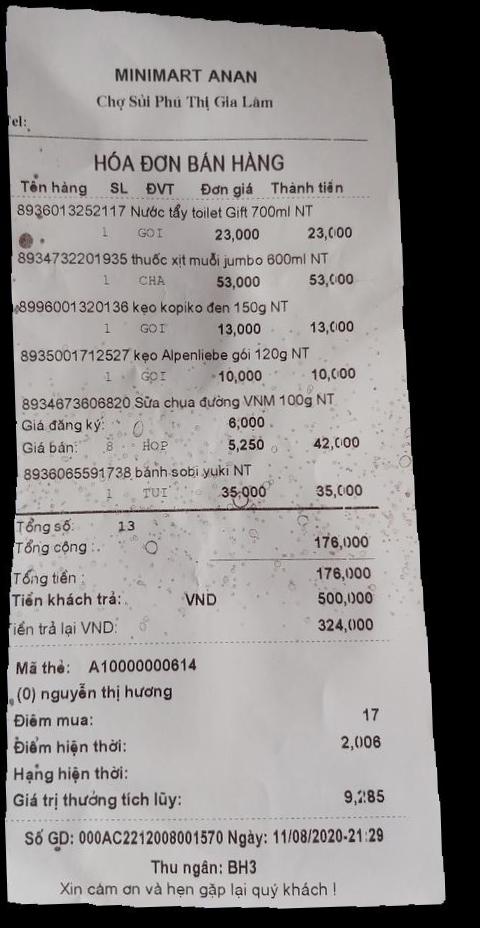 MINIMART ANAN
Chợ Sủi Phú Thị Gia Lâm
Tel:
HÓA ĐƠN BÁN HÀNG
Tên hàng SL ĐVT Đơn giá Thành tiền
8936013252117 Nước tẩy toilet Gift 700ml NT
1 GOI 23,000 23,000
8934732201935 thuốc xịt muỗi jumbo 600ml NT
1 CHA 53,000 53,000
8996001320136 kẹo kopiko đen 150g NT
1 GOI 13,000 13,000
8935001712527 kẹo Alpenliebe gói 120g NT
1 GOI 10,000 10,000
8934673606820 Sữa chua đường VNM 100g NT
Giá đăng ký: 6,000
Giá bán: 8 HOP 5,250 42,000
8936065591738 bánh sobi yuki NT
1 TUI 35,000 35,000
Tổng số: 13
Tổng cộng : 176,000
Tổng tiền : 176,000
Tiền khách trả: VND 500,000
Tiền trả lại VND: 324,000
Mã thẻ: A10000000614
(0) nguyễn thị hương
Điểm mua: 17
Điểm hiện thời: 2,006
Hạng hiện thời:
Giá trị thưởng tích lũy: 9,285
Số GD: 000AC2212008001570 Ngày: 11/08/2020-21:29
Thu ngân: BH3
Xin cám ơn và hẹn gặp lại quý khách !